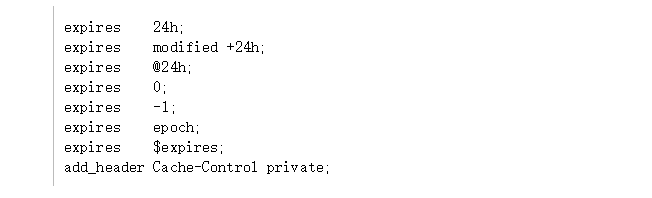 expires    24h;
expires    modified +24h;
expires    @24h;
expires    0;
expires    -1;
expires    epoch;
expires    $expires;
add_header Cache-Control private;